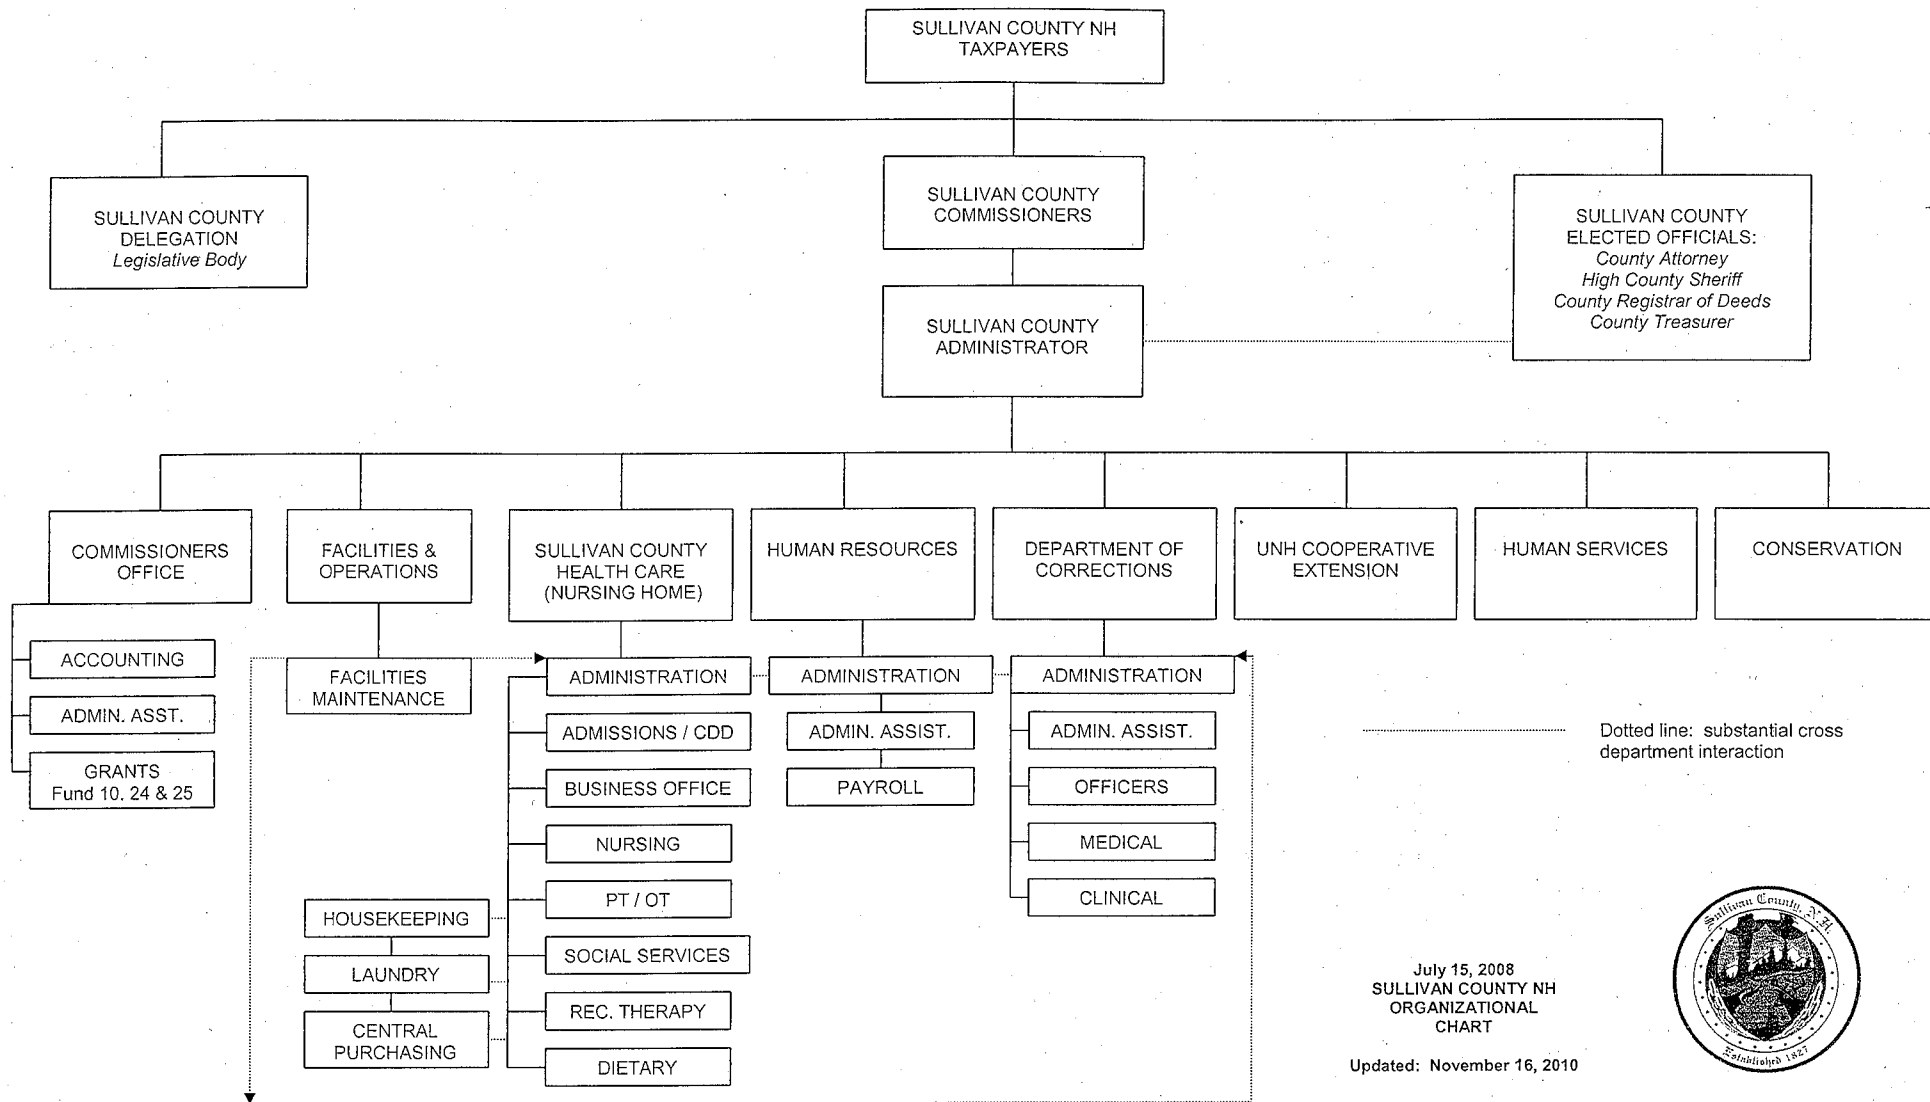 SULLIVAN COUNTY NH
TAXPAYERS
SULLIVAN COUNTY
DELEGATION
Legislative Body
SULLIVAN COUNTY
COMMISSIONERS
SULLIVAN COUNTY
ELECTED OFFICIALS:
County Attorney
High County Sheriff
County Registrar of Deeds
County Treasurer
SULLIVAN COUNTY
ADMINISTRATOR
COMMISSIONERS
OFFICE
FACILITIES &
OPERATIONS
SULLIVAN COUNTY
HEALTH CARE
(NURSING HOME)
HUMAN RESOURCES
DEPARTMENT OF
CORRECTIONS
UNH COOPERATIVE
EXTENSION
HUMAN SERVICES
CONSERVATION
ACCOUNTING
ADMIN. ASST.
GRANTS
Fund 10. 24 & 25
FACILITIES
MAINTENANCE
HOUSEKEEPING
LAUNDRY
CENTRAL
PURCHASING
ADMINISTRATION
ADMISSIONS / CDD
BUSINESS OFFICE
NURSING
PT / OT
SOCIAL SERVICES
REC. THERAPY
DIETARY
ADMINISTRATION
ADMIN. ASSIST.
PAYROLL
ADMINISTRATION
ADMIN. ASSIST.
OFFICERS
MEDICAL
CLINICAL
Dotted line: substantial cross
department interaction
July 15, 2008
SULLIVAN COUNTY NH
ORGANIZATIONAL
CHART
Updated: November 16, 2010
Sullivan County, N.H.
Established 1827